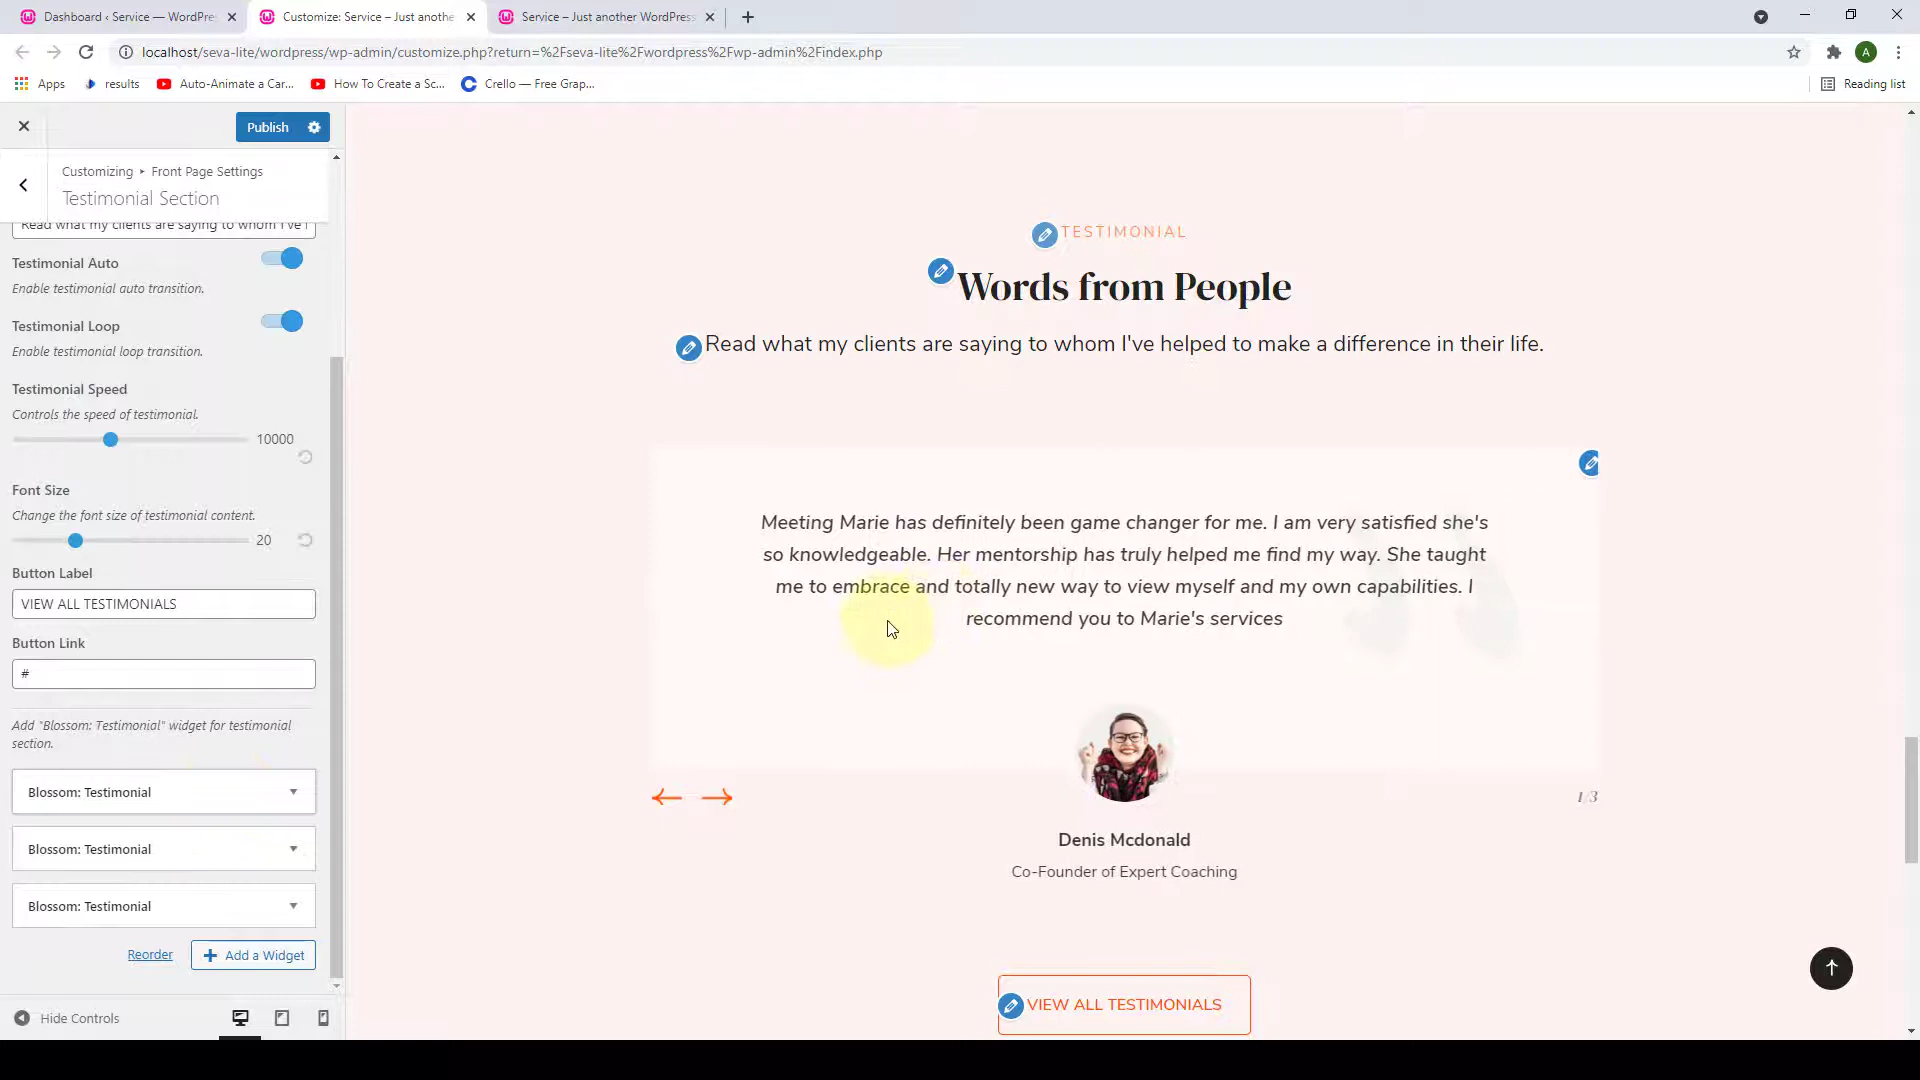 Dashboard ‹ Service — WordPre
Customize: Service – Just anothe
Service – Just another WordPress
localhost/seva-lite/wordpress/wp-admin/customize.php?return=%2Fseva-lite%2Fwordpress%2Fwp-admin%2Findex.php
A
Apps
results
Auto-Animate a Car...
How To Create a Sc...
Crello — Free Grap...
Reading list
Publish
Customizing ▸ Front Page Settings
Testimonial Section
Read what my clients are saying to whom I've
Testimonial Auto
Enable testimonial auto transition.
Testimonial Loop
Enable testimonial loop transition.
Testimonial Speed
Controls the speed of testimonial.
10000
Font Size
Change the font size of testimonial content.
20
Button Label
VIEW ALL TESTIMONIALS
Button Link
#
Add "Blossom: Testimonial" widget for testimonial
section.
Blossom: Testimonial
Blossom: Testimonial
Blossom: Testimonial
Reorder
Add a Widget
Hide Controls
TESTIMONIAL
Words from People
Read what my clients are saying to whom I've helped to make a difference in their life.
Meeting Marie has definitely been game changer for me. I am very satisfied she's
so knowledgeable. Her mentorship has truly helped me find my way. She taught
me to embrace and totally new way to view myself and my own capabilities. I
recommend you to Marie's services
1/3
Denis Mcdonald
Co-Founder of Expert Coaching
VIEW ALL TESTIMONIALS